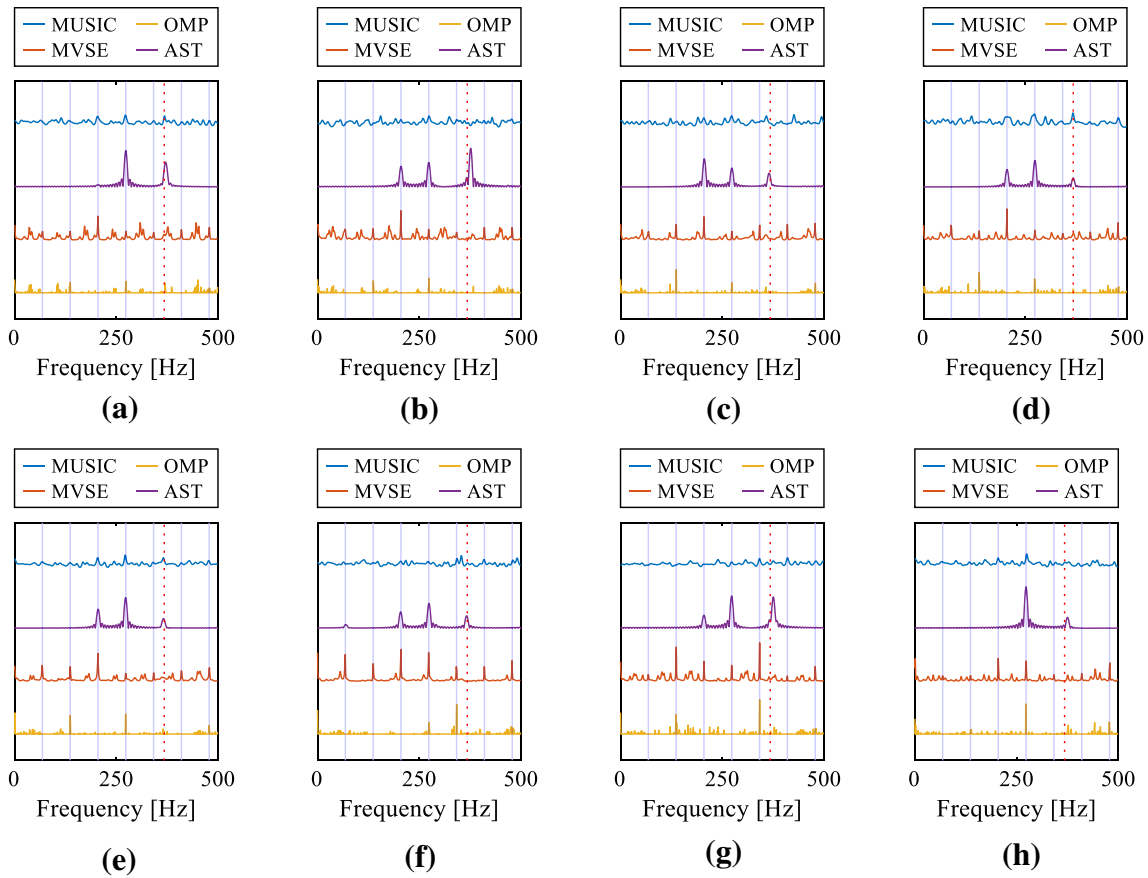 MUSIC OMP MUSIC OMP MUSIC OMP MUSIC OMP
MVSE AST MVSE AST MVSE AST MVSE AST
0 250 500 0 250 500 0 250 500 0 250 500
Frequency [Hz] Frequency [Hz] Frequency [Hz] Frequency [Hz]
(a) (b) (c) (d)
MUSIC OMP MUSIC OMP MUSIC OMP MUSIC OMP
MVSE AST MVSE AST MVSE AST MVSE AST
0 250 500 0 250 500 0 250 500 0 250 500
Frequency [Hz] Frequency [Hz] Frequency [Hz] Frequency [Hz]
(e) (f) (g) (h)